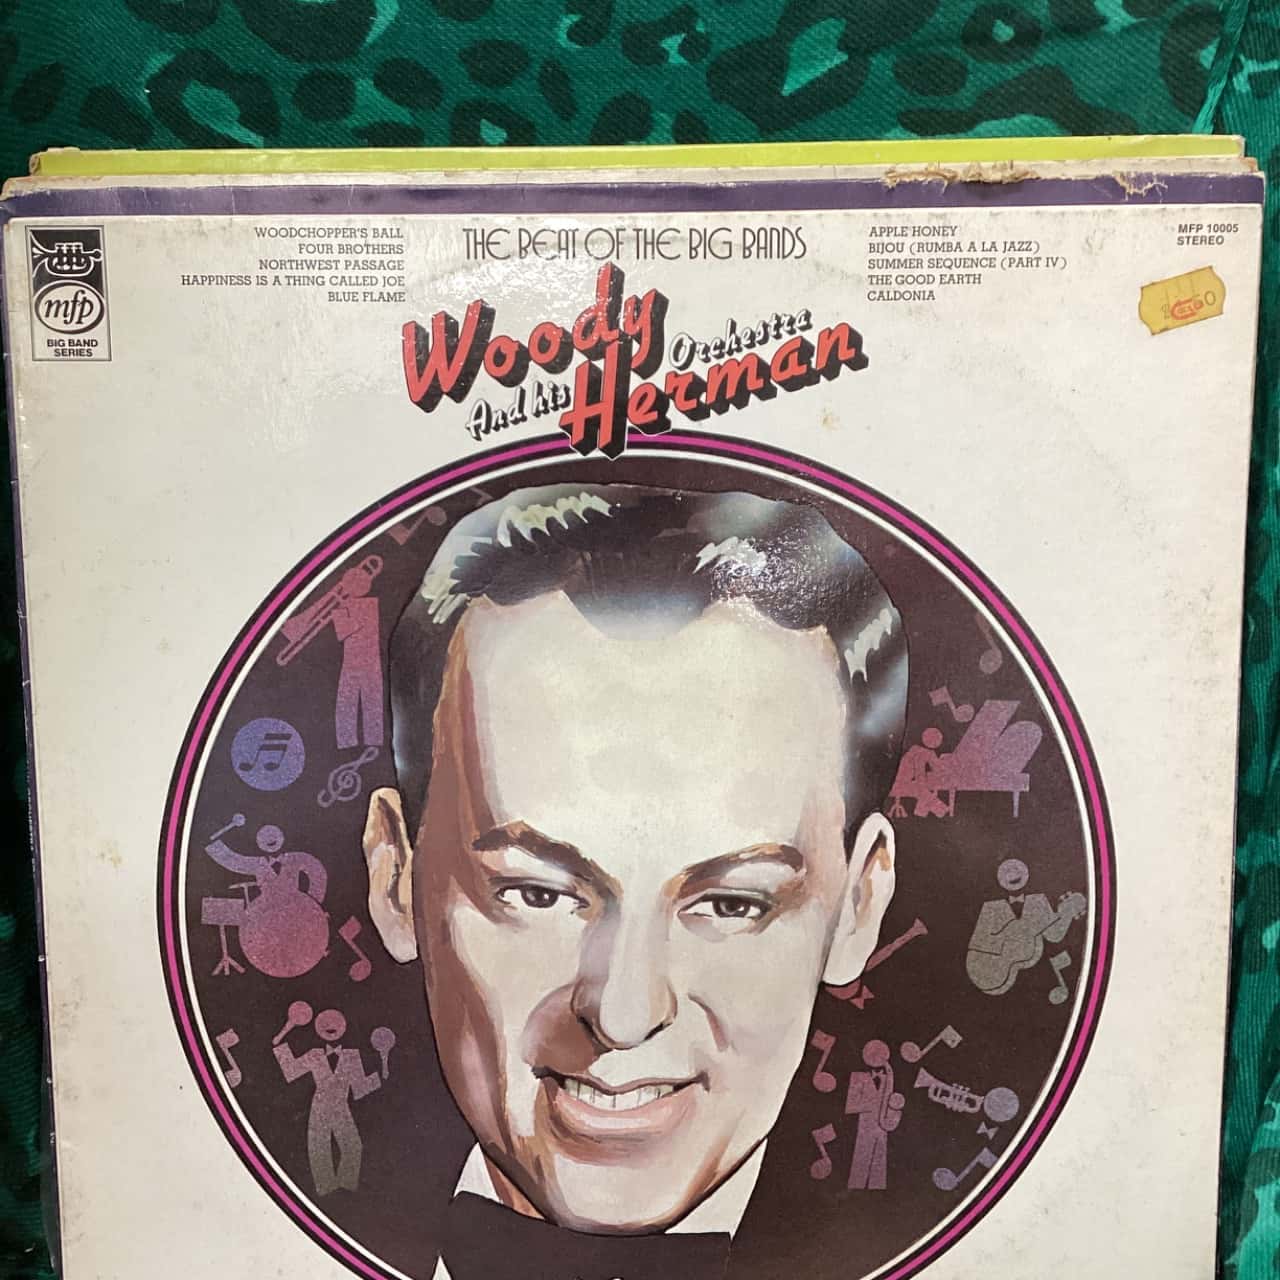 WOODCHOPPER'S BALL
FOUR BROTHERS
NORTHWEST PASSAGE
HAPPINESS IS A THING CALLED JOE
BLUE FLAME
THE BEAT OF THE BIG BANDS
APPLE HONEY
BIJOU (RUMBA A LA JAZZ)
SUMMER SEQUENCE (PART IV)
THE GOOD EARTH
CALDONIA
MFP 10005
STEREO
mfp
BIG BAND
SERIES
Woody
And his Orchestra
Herman